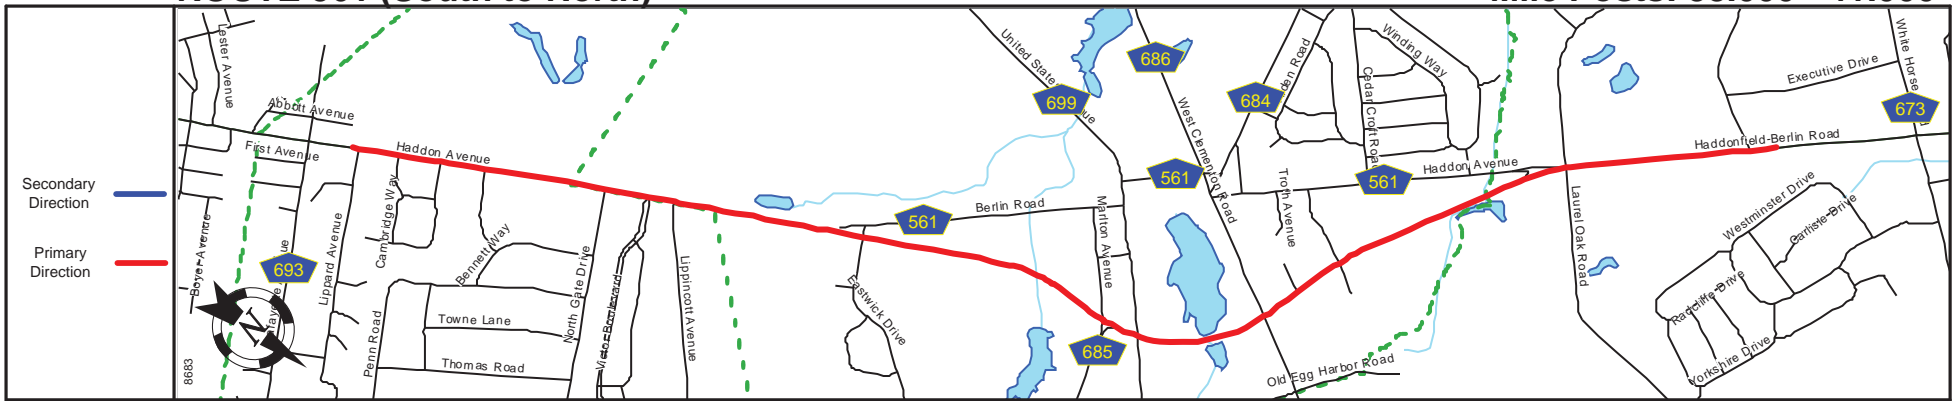 Secondary
Direction
Primary
Direction
Lester Avenue
Abbott Avenue
First Avenue
Haddon Avenue
Boyer Avenue
693
Lippard Avenue
Cambridge Way
Bennett Way
Penn Road
Towne Lane
Thomas Road
North Gate Drive
Victor Boulevard
Lippincott Avenue
8683
N
Eastwick Drive
561
Berlin Road
Marlton Avenue
685
699
United State
686
West Clementon Road
684
561
Troth Avenue
Cedar Croft Road
Winding Way
561
Haddon Avenue
Old Egg Harbor Road
Laurel Oak Road
Haddonfield-Berlin Road
Executive Drive
White Horse
673
Westminster Drive
Carlisle Drive
Radcliffe Drive
Yorkshire Drive